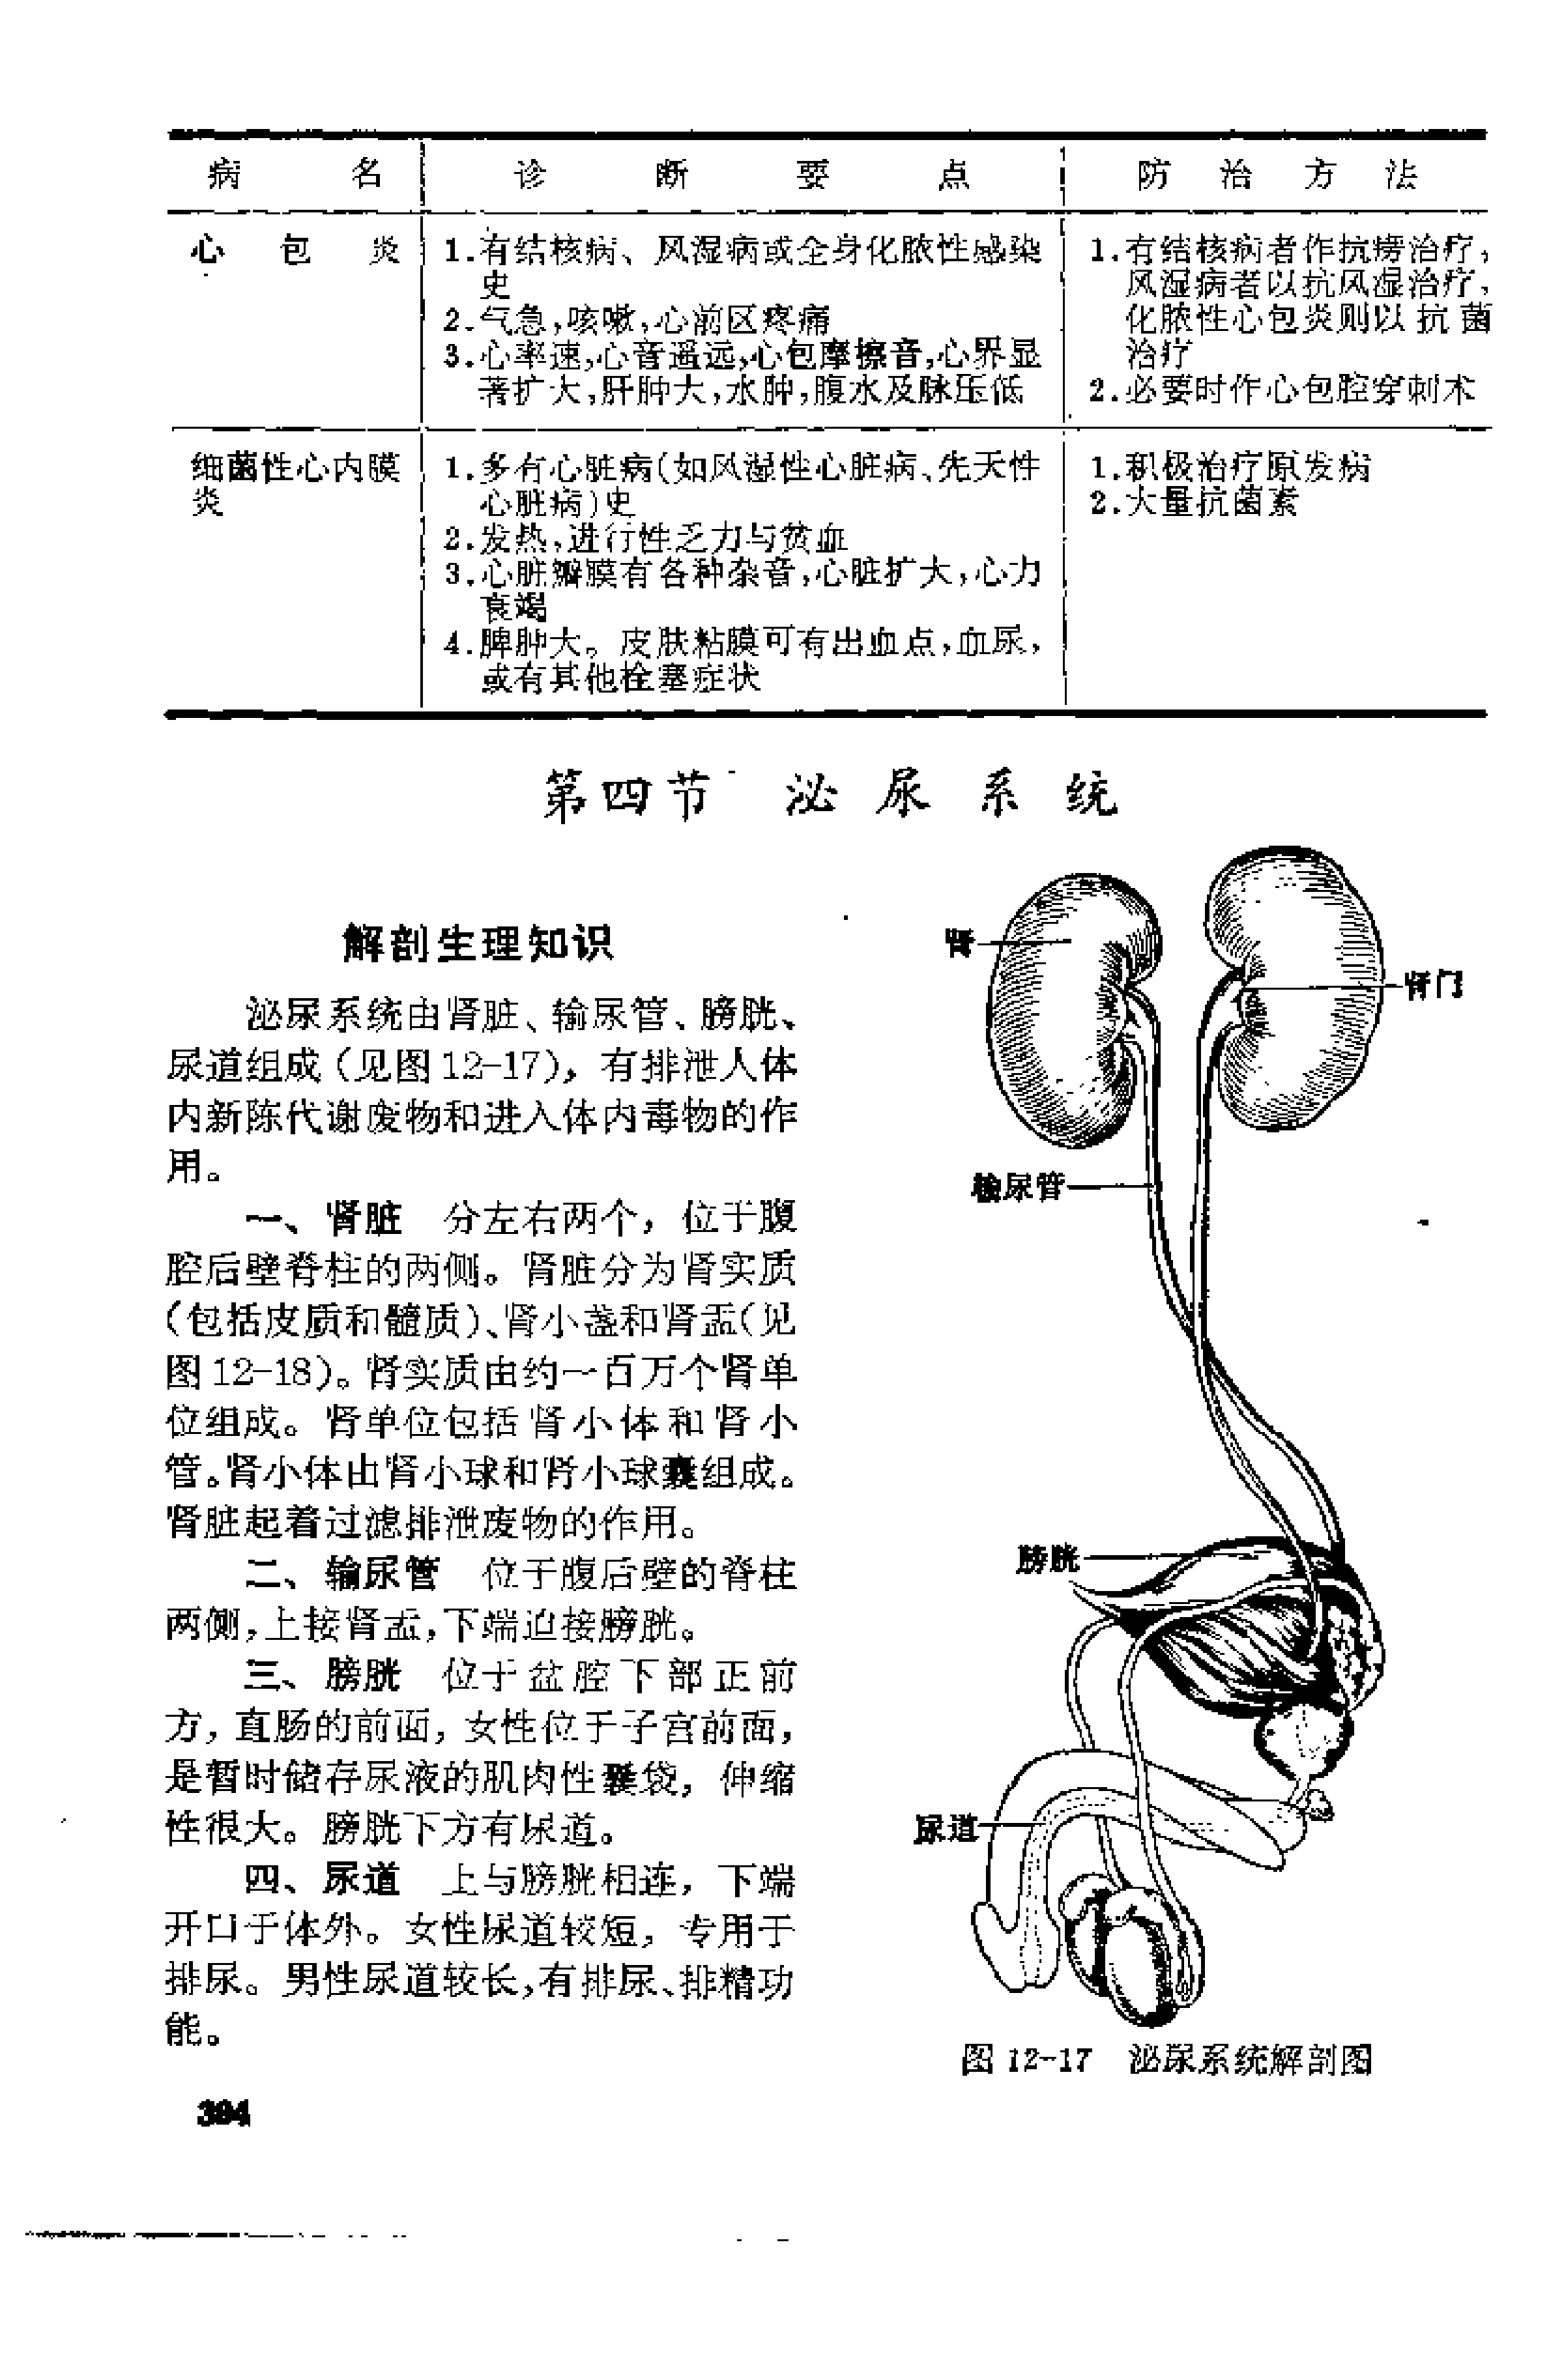 病名 诊断要点 防治方法
心包炎
1.有结核病、风湿病或全身化脓性感染
史
2.气急,咳嗽,心前区疼痛
3.心率速,心音遥远,心包摩擦音,心界显
著扩大,肝肿大,水肿,腹水及脉压低
1.有结核病者作抗痨治疗,
风湿病者以抗风湿治疗,
化脓性心包炎则以抗菌
治疗
2.必要时作心包腔穿刺术
细菌性心内膜
炎
1.多有心脏病(如风湿性心脏病、先天性
心脏病)史
2.发热,进行性乏力与贫血
3.心脏瓣膜有各种杂音,心脏扩大,心力
衰竭
4.脾肿大。皮肤粘膜可有出血点,血尿,
或有其他栓塞症状
1.积极治疗原发病
2.大量抗菌素
第四节 泌尿系统
解剖生理知识
泌尿系统由肾脏、输尿管、膀胱、
尿道组成(见图12-17),有排泄人体
内新陈代谢废物和进入体内毒物的作
用。
一、肾脏 分左右两个,位于腹
腔后壁脊柱的两侧。肾脏分为肾实质
(包括皮质和髓质)、肾小盏和肾盂(见
图12-18)。肾实质由约一百万个肾单
位组成。肾单位包括肾小体和肾小
管。肾小体由肾小球和肾小球囊组成。
肾脏起着过滤排泄废物的作用。
二、输尿管 位于腹后壁的脊柱
两侧,上接肾盂,下端迫接膀胱。
三、膀胱 位于盆腔下部正前
方,直肠的前面,女性位于子宫前面,
是暂时储存尿液的肌肉性囊袋,伸缩
性很大。膀胱下方有尿道。
四、尿道 上与膀胱相连,下端
开口于体外。女性尿道较短,专用于
排尿。男性尿道较长,有排尿、排精功
能。
肾
肾门
输尿管
膀胱
尿道
图12-17 泌尿系统解剖图
394